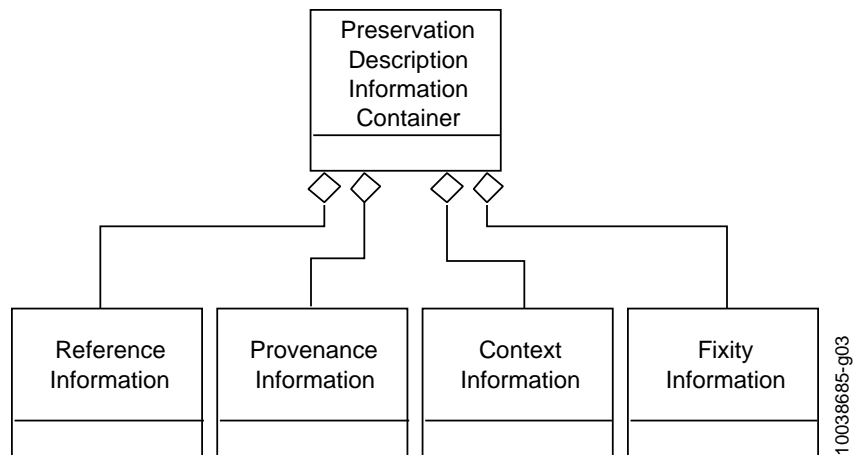 Preservation
Description
Information
Container
Reference
Information
Provenance
Information
Context
Information
Fixity
Information
10038685-g03